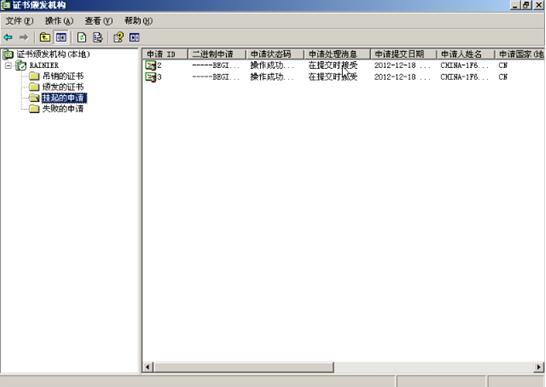 证书颁发机构
文件(F) 操作(A) 查看(V) 帮助(H)
证书颁发机构(本地)
RAINIER
吊销的证书
颁发的证书
挂起的申请
失败的申请
申请 ID 二进制申请 申请状态码 申请处理消息 申请提交日期 申请人姓名 申请国家(地
2 -----BEGI... 操作成功... 在提交时接受 2012-12-18 ... CHINA-1F6... CN
3 -----BEGI... 操作成功... 在提交时接受 2012-12-18 ... CHINA-1F6... CN